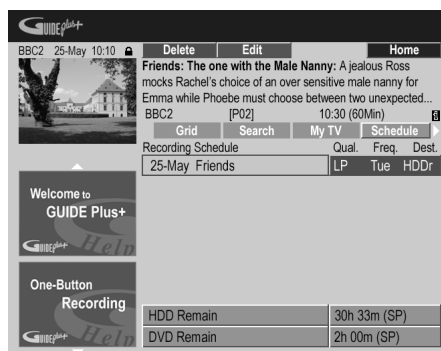 GUIDE plus+
BBC2 25-May 10:10
Delete Edit Home
Friends: The one with the Male Nanny: A jealous Ross
mocks Rachel's choice of an over sensitive male nanny for
Emma while Phoebe must choose between two unexpected...
BBC2 [P02] 10:30 (60Min)
Grid Search My TV Schedule
Recording Schedule Qual. Freq. Dest.
25-May Friends LP Tue HDDr
Welcome to
GUIDE Plus+
GUIDE plus+ Help
One-Button
Recording
GUIDE plus+ Help
HDD Remain 30h 33m (SP)
DVD Remain 2h 00m (SP)